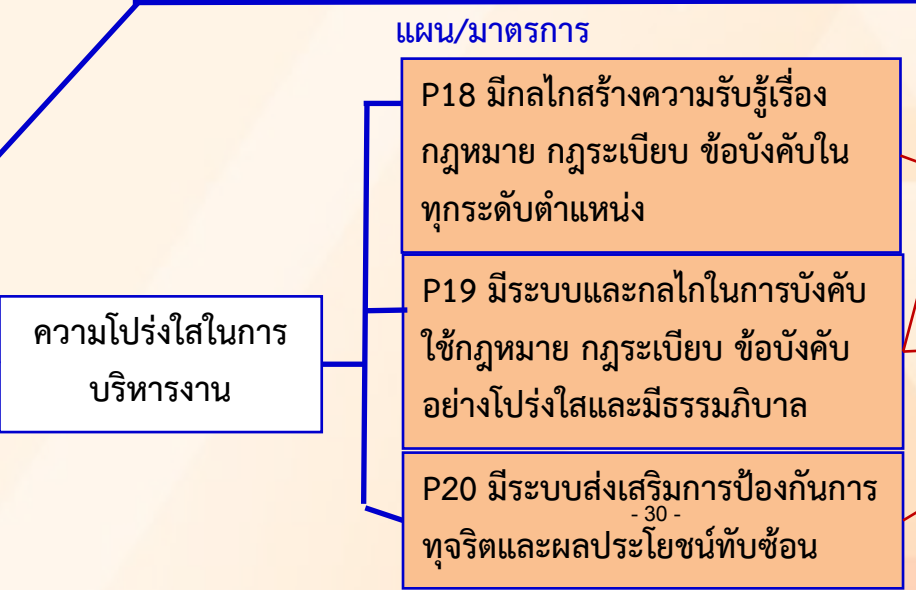 แผน/มาตรการ
P18 มีกลไกสร้างความรับรู้เรื่อง
กฎหมาย กฎระเบียบ ข้อบังคับใน
ทุกระดับตำแหน่ง
P19 มีระบบและกลไกในการบังคับ
ใช้กฎหมาย กฎระเบียบ ข้อบังคับ
อย่างโปร่งใสและมีธรรมภิบาล
ความโปร่งใสในการ
บริหารงาน
P20 มีระบบส่งเสริมการป้องกันการ
- 30 -
ทุจริตและผลประโยชน์ทับซ้อน